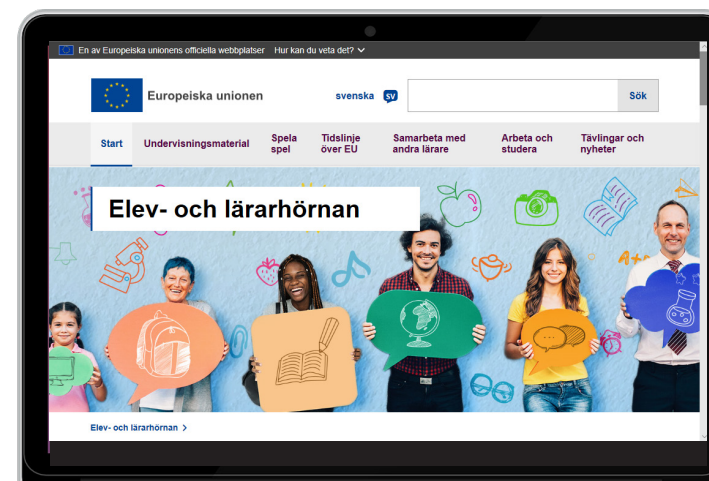 En av Europeiska unionens officiella webbplatser Hur kan du veta det?
Europeiska unionen
svenska
SV
Sök
Start
Undervisningsmaterial
Spela
spel
Tidslinje
över EU
Samarbeta med
andra lärare
Arbeta och
studera
Tävlingar och
nyheter
Elev- och lärarhörnan
A+
Elev- och lärarhörnan >